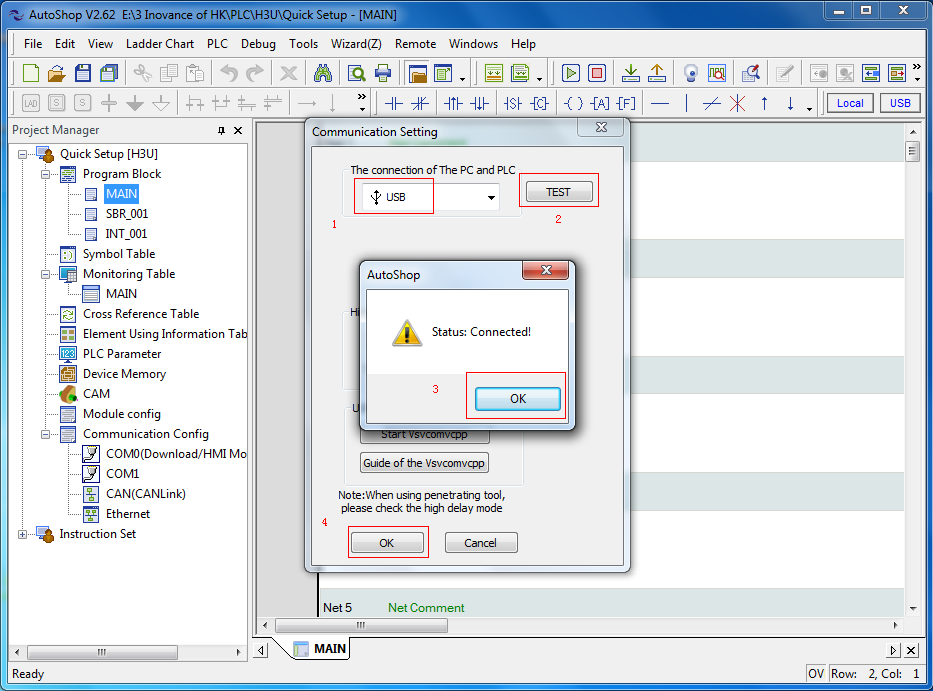 AutoShop V2.62 E:\3 Inovance of HK\PLC\H3U\Quick Setup - [MAIN]
File Edit View Ladder Chart PLC Debug Tools Wizard(Z) Remote Windows Help
LAD S S
Local USB
Project Manager
Quick Setup [H3U]
Program Block
MAIN
SBR_001
INT_001
Symbol Table
Monitoring Table
MAIN
Cross Reference Table
Element Using Information Tab
PLC Parameter
Device Memory
CAM
Module config
Communication Config
COM0(Download/HMI Mo
COM1
CAN(CANLink)
Ethernet
Instruction Set
Communication Setting
The connection of The PC and PLC
USB
TEST
1
2
Hi
AutoShop
Status: Connected!
3
OK
U
Start Vsvcomvcpp
Guide of the Vsvcomvcpp
Note:When using penetrating tool,
please check the high delay mode
4
OK
Cancel
Net 5 Net Comment
MAIN
Ready
OV Row: 2, Col: 1